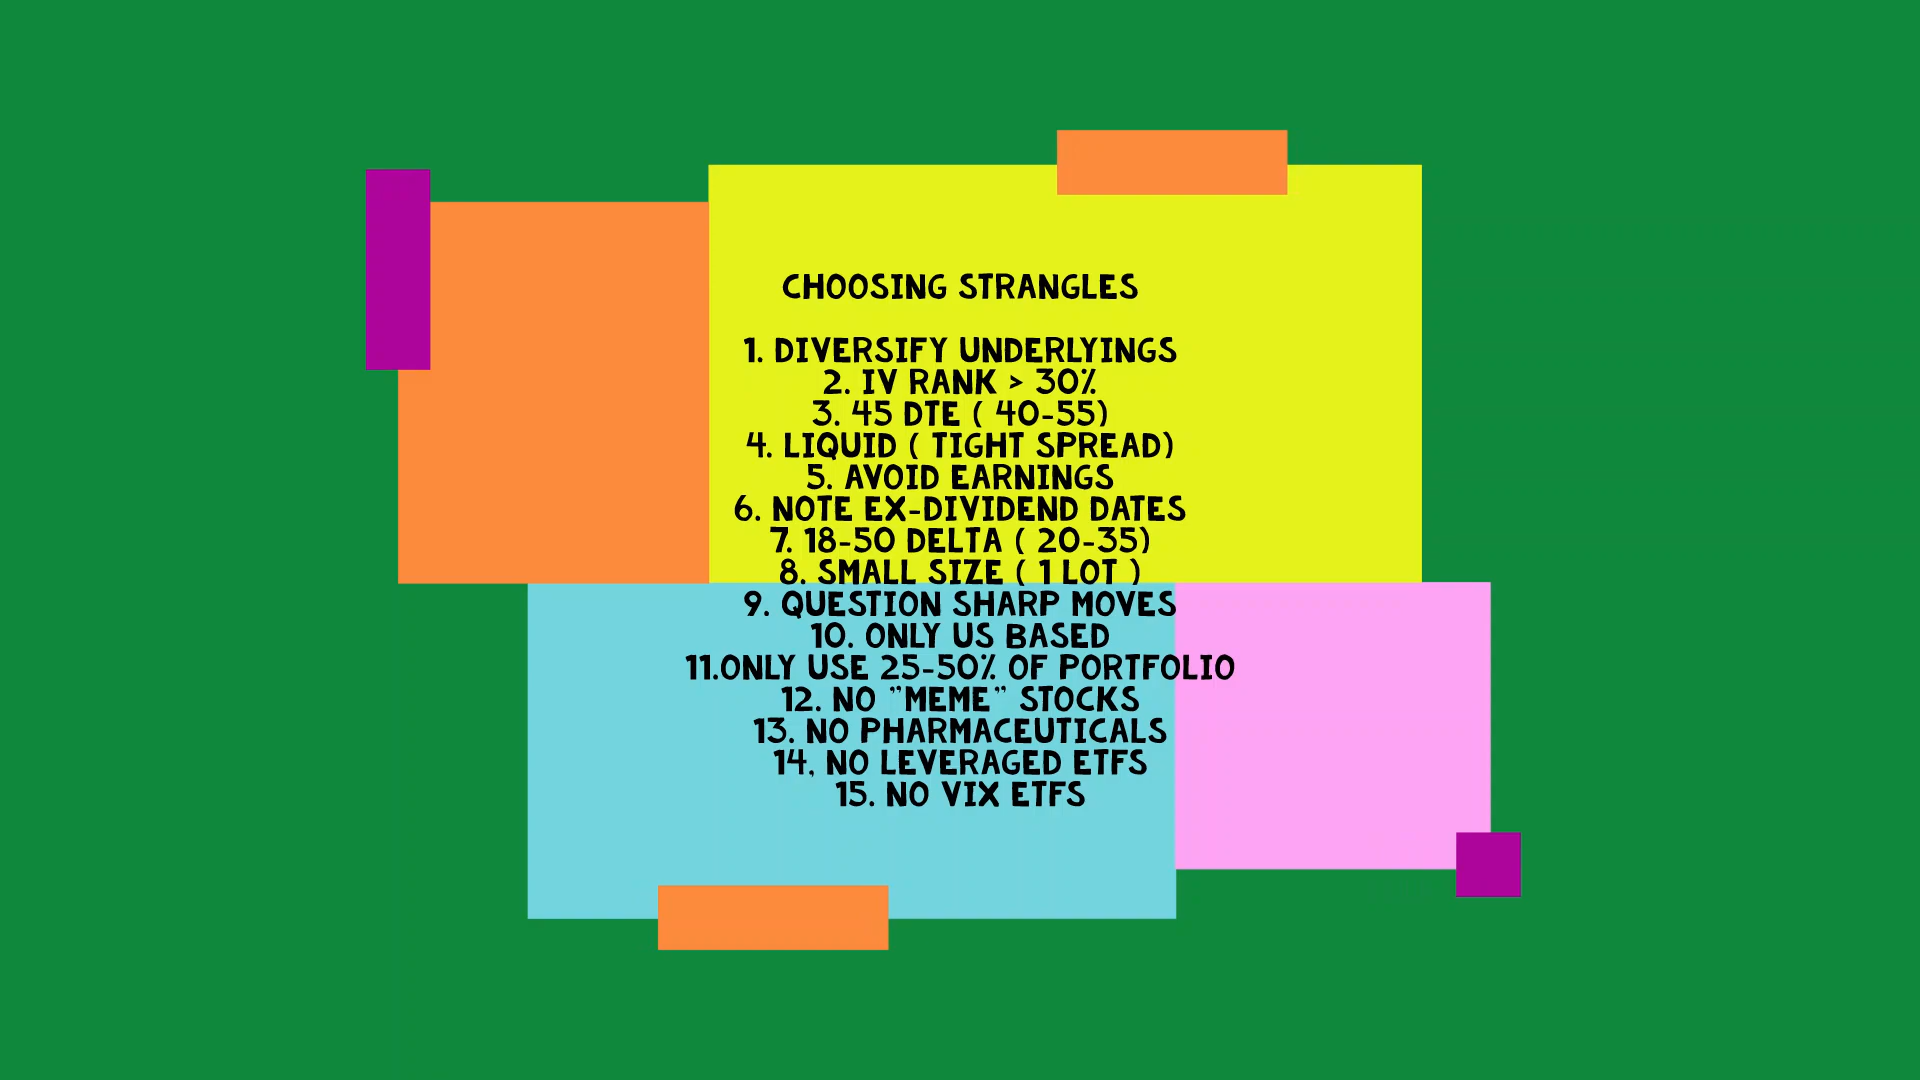 CHOOSING STRANGLES
1. DIVERSIFY UNDERLYINGS
2. IV RANK > 30%
3. 45 DTE ( 40-55)
4. LIQUID ( TIGHT SPREAD)
5. AVOID EARNINGS
6. NOTE EX-DIVIDEND DATES
7. 18-50 DELTA ( 20-35)
8. SMALL SIZE ( 1 LOT )
9. QUESTION SHARP MOVES
10. ONLY US BASED
11.ONLY USE 25-50% OF PORTFOLIO
12. NO "MEME" STOCKS
13. NO PHARMACEUTICALS
14, NO LEVERAGED ETFS
15. NO VIX ETFS